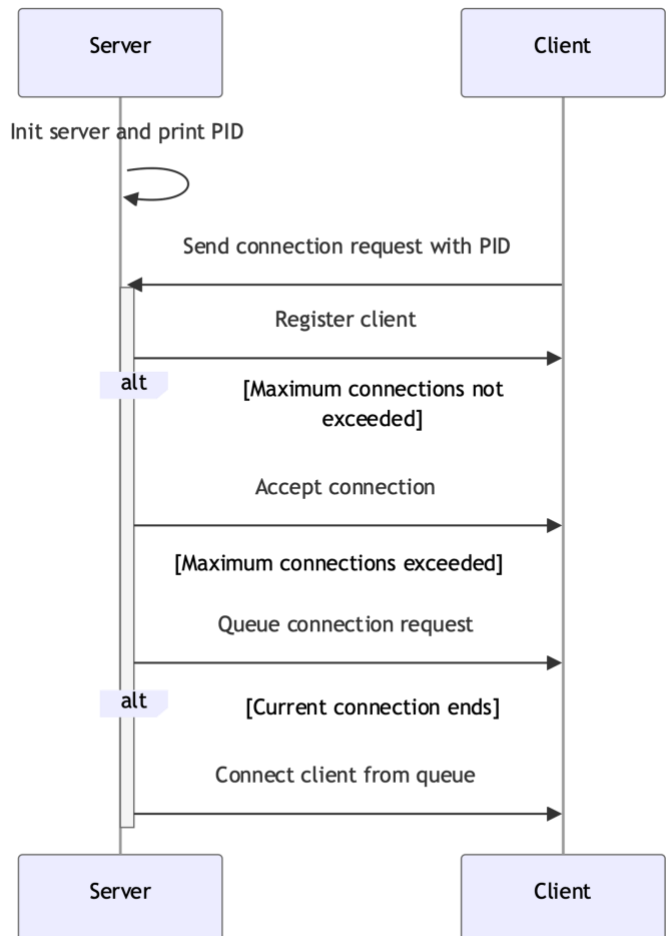 Server
Client
Init server and print PID
Send connection request with PID
Register client
alt
[Maximum connections not
exceeded]
Accept connection
[Maximum connections exceeded]
Queue connection request
alt
[Current connection ends]
Connect client from queue
Server
Client